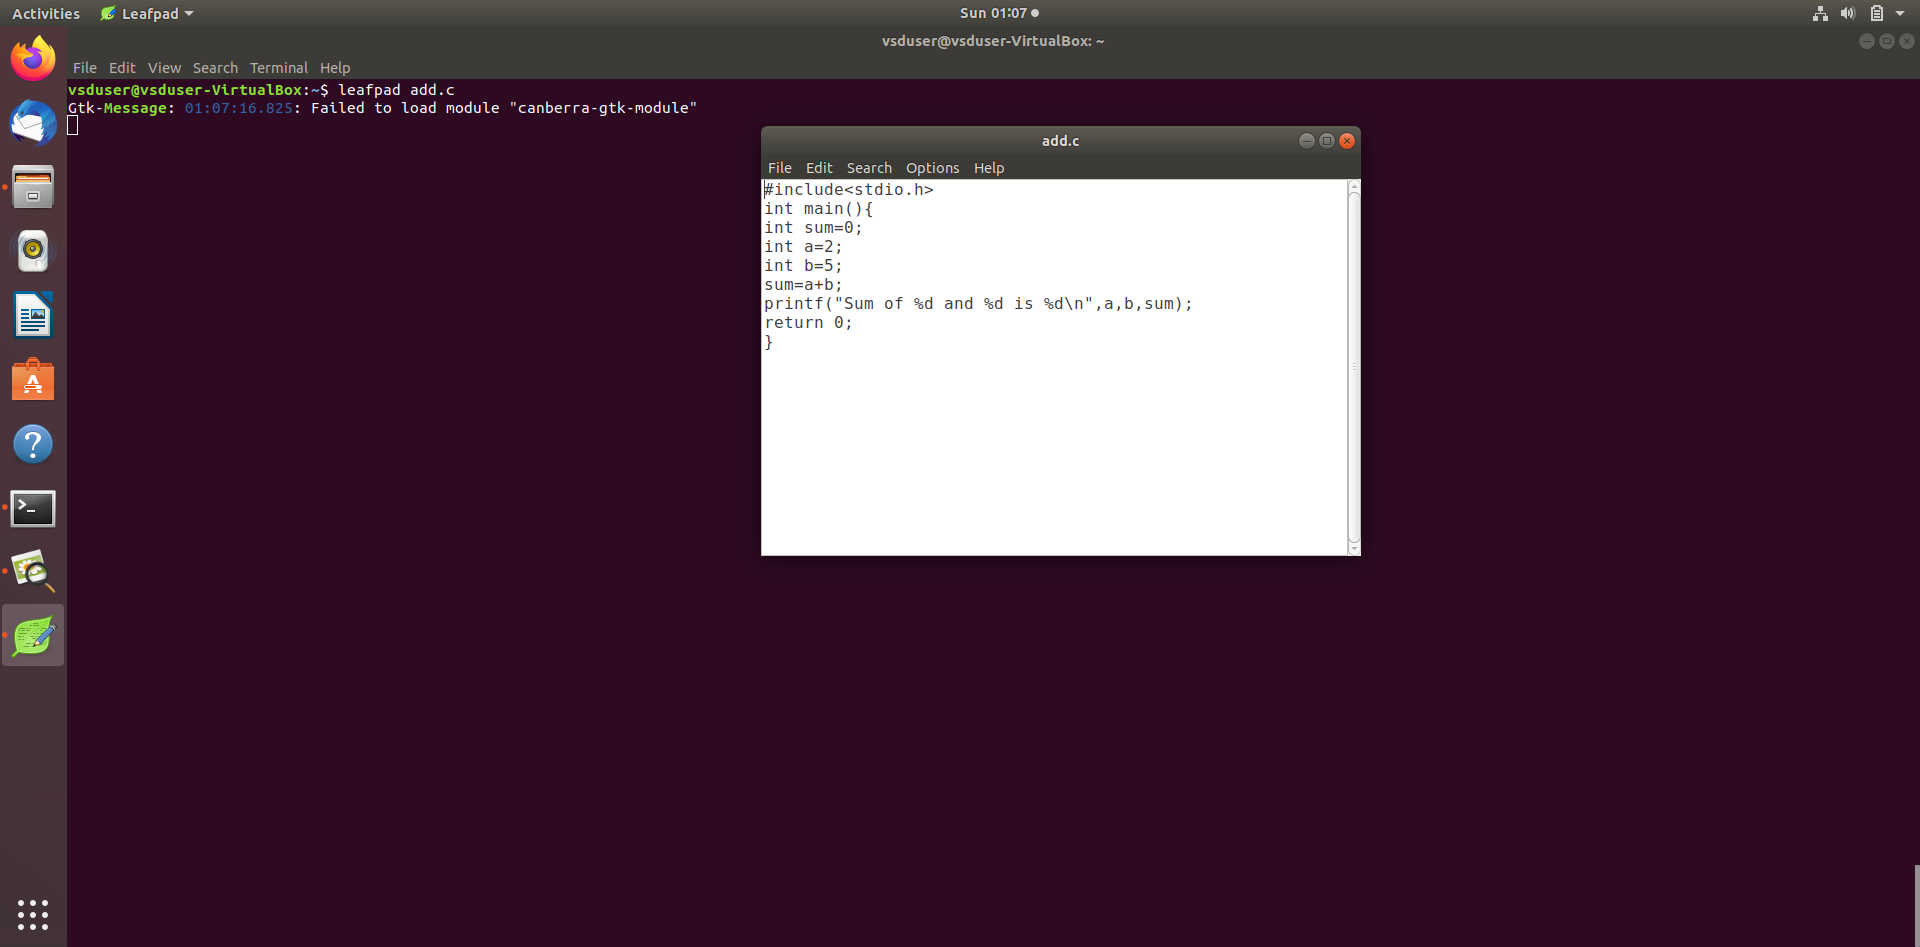 Activities Leafpad Sun 01:07
vsduser@vsduser-VirtualBox: ~
File Edit View Search Terminal Help
vsduser@vsduser-VirtualBox:~$ leafpad add.c
Gtk-Message: 01:07:16.825: Failed to load module "canberra-gtk-module"
add.c
File Edit Search Options Help
#include<stdio.h>
int main(){
int sum=0;
int a=2;
int b=5;
sum=a+b;
printf("Sum of %d and %d is %d\n",a,b,sum);
return 0;
}